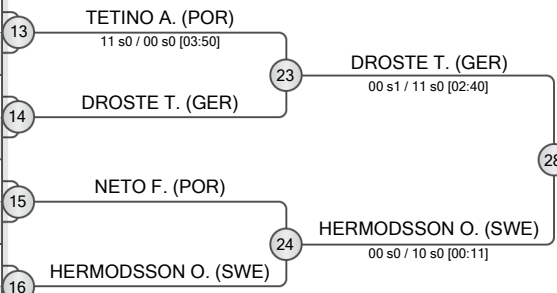 13
TETINO A. (POR)
11 s0 / 00 s0 [03:50]
23
DROSTE T. (GER)
00 s1 / 11 s0 [02:40]
14
DROSTE T. (GER)
28
15
NETO F. (POR)
24
HERMODSSON O. (SWE)
00 s0 / 10 s0 [00:11]
16
HERMODSSON O. (SWE)